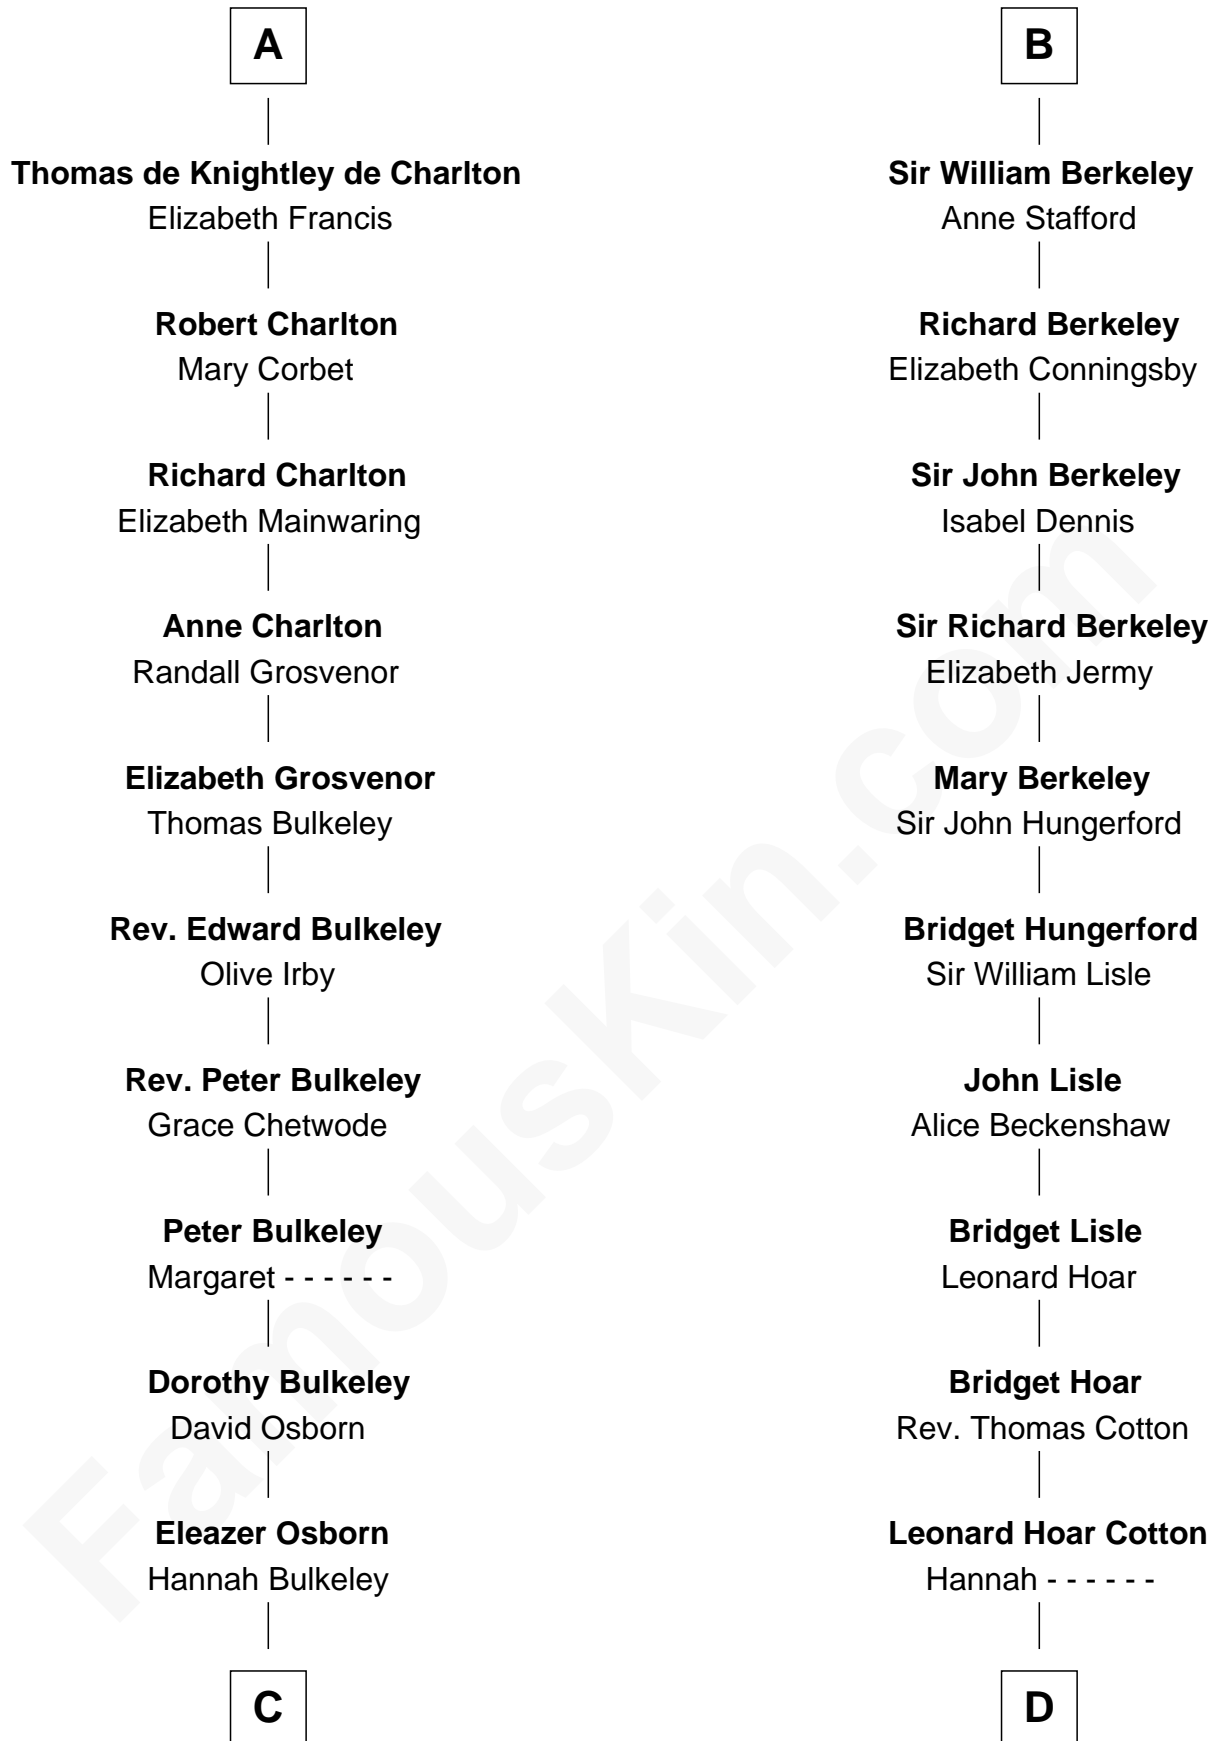 A
Thomas de Knightley de Charlton
Elizabeth Francis
Robert Charlton
Mary Corbet
Richard Charlton
Elizabeth Mainwaring
Anne Charlton
Randall Grosvenor
Elizabeth Grosvenor
Thomas Bulkeley
Rev. Edward Bulkeley
Olive Irby
Rev. Peter Bulkeley
Grace Chetwode
Peter Bulkeley
Margaret - - - - - -
Dorothy Bulkeley
David Osborn
Eleazer Osborn
Hannah Bulkeley
C
B
Sir William Berkeley
Anne Stafford
Richard Berkeley
Elizabeth Conningsby
Sir John Berkeley
Isabel Dennis
Sir Richard Berkeley
Elizabeth Jermy
Mary Berkeley
Sir John Hungerford
Bridget Hungerford
Sir William Lisle
John Lisle
Alice Beckenshaw
Bridget Lisle
Leonard Hoar
Bridget Hoar
Rev. Thomas Cotton
Leonard Hoar Cotton
Hannah - - - - - -
D
FamousKin.com